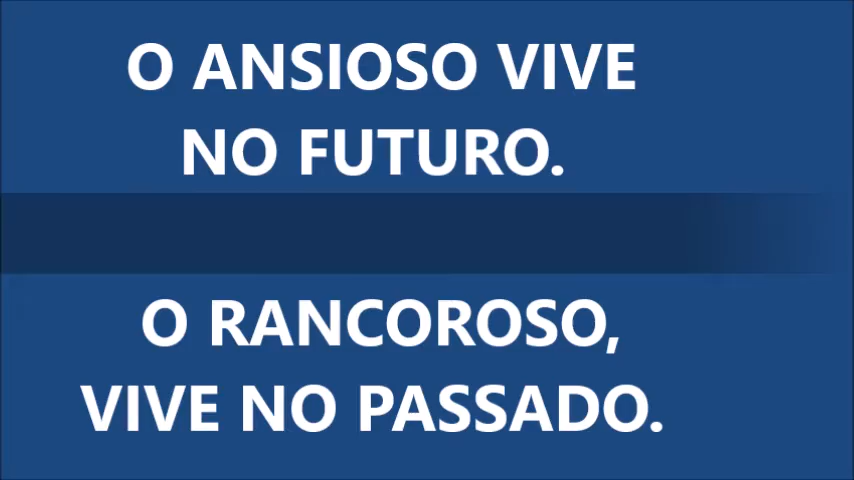 O ANSIOSO VIVE
NO FUTURO.
O RANCOROSO,
VIVE NO PASSADO.